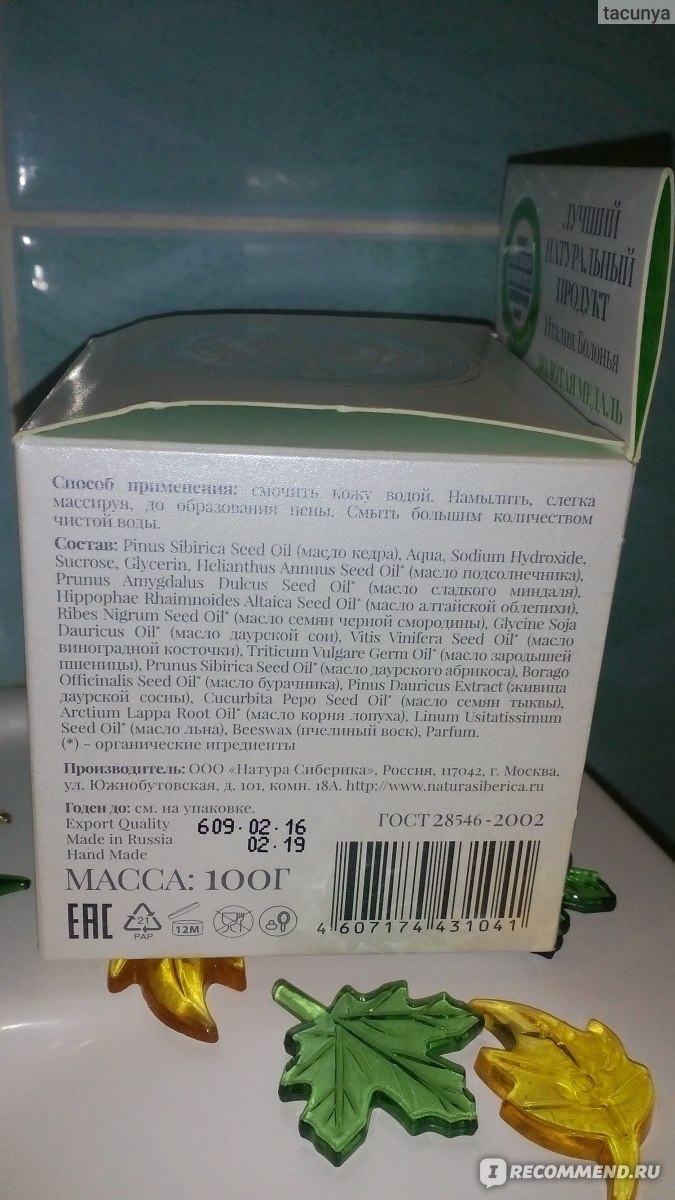 tacunya
ЛУЧШИЙ
НАТУРАЛЬНЫЙ
ПРОДУКТ
Италия, Болонья
ЗОЛОТАЯ МЕДАЛЬ
Способ применения: смочить кожу водой. Намылить, слегка
массируя, до образования пены. Смыть большим количеством
чистой воды.
Состав: Pinus Sibirica Seed Oil (масло кедра), Aqua, Sodium Hydroxide,
Sucrose, Glycerin, Helianthus Annuus Seed Oil* (масло подсолнечника),
Prunus Amygdalus Dulcus Seed Oil* (масло сладкого миндаля),
Hippophae Rhaimnoides Altaica Seed Oil* (масло алтайской облепихи),
Ribes Nigrum Seed Oil* (масло семян черной смородины), Glycine Soja
Dauricus Oil* (масло даурской сои), Vitis Vinifera Seed Oil* (масло
виноградной косточки), Triticum Vulgare Germ Oil* (масло зародышей
пшеницы), Prunus Sibirica Seed Oil* (масло даурского абрикоса), Borago
Officinalis Seed Oil* (масло бурачника), Pinus Dauricus Extract (живица
даурской сосны), Cucurbita Pepo Seed Oil* (масло семян тыквы),
Arctium Lappa Root Oil* (масло корня лопуха), Linum Usitatissimum
Seed Oil* (масло льна), Beeswax (пчелиный воск), Parfum.
(*) - органические игредиенты
Производитель: ООО «Натура Сиберика», Россия, 117042, г. Москва,
ул. Южнобутовская, д. 101, комн. 18А. http://www.naturasiberica.ru
Годен до: см. на упаковке.
Export Quality 609.02.16 ГОСТ 28546-2002
Made in Russia 02.19
Hand Made
МАССА: 100Г
EAC 21 PAP 12M
4 607174 431041
IRECOMMEND.RU